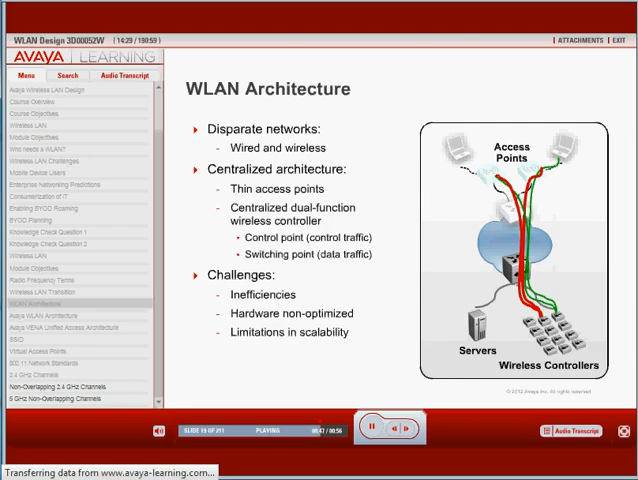 WLAN Design 3D00052W (14:29 / 190:59)
| ATTACHMENTS | EXIT
AVAYA | LEARNING
Menu Search Audio Transcript
Avaya Wireless LAN Design
Course Overview
Course Objectives
Wireless LAN
Module Objectives
Who needs a WLAN?
Wireless LAN Challenges
Mobile Device Users
Enterprise Networking Predictions
Consumerization of IT
Enabling BYOD Roaming
BYOD Planning
Knowledge Check Question 1
Knowledge Check Question 2
Wireless LAN
Module Objectives
Radio Frequency Terms
Wireless LAN Transition
WLAN Architecture
Avaya WLAN Architecture
Avaya VENA Unified Access Architecture
SSID
Virtual Access Points
802.11 Network Standards
2.4 GHz Channels
Non-Overlapping 2.4 GHz Channels
5 GHz Non-Overlapping Channels
WLAN Architecture
Disparate networks:
- Wired and wireless
Centralized architecture:
- Thin access points
- Centralized dual-function
wireless controller
• Control point (control traffic)
• Switching point (data traffic)
Challenges:
- Inefficiencies
- Hardware non-optimized
- Limitations in scalability
Access
Points
Servers
Wireless Controllers
© 2012 Avaya Inc. All rights reserved.
SLIDE 19 OF 211 PLAYING 00:47 / 00:56
Audio Transcript
Transferring data from www.avaya-learning.com...